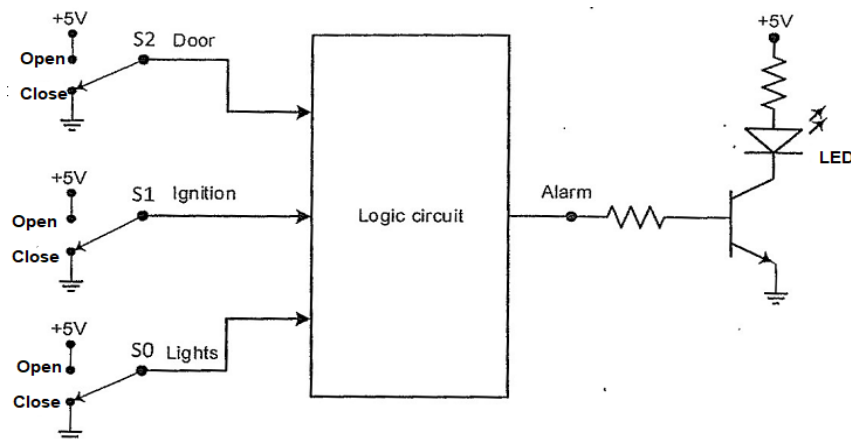 +5V
Open
Close
S2 Door
+5V
Open
Close
S1 Ignition
+5V
Open
Close
S0 Lights
Logic circuit
Alarm
+5V
LED